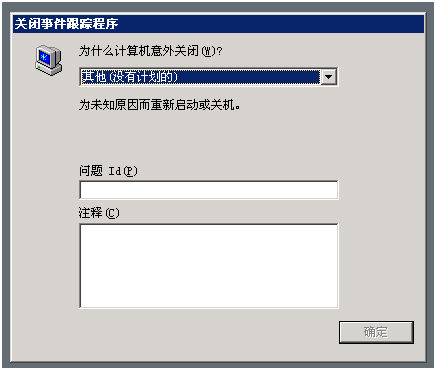 关闭事件跟踪程序
为什么计算机意外关闭(W)?
其他(没有计划的)
为未知原因而重新启动或关机。
问题 Id(P)
注释(C)
确定